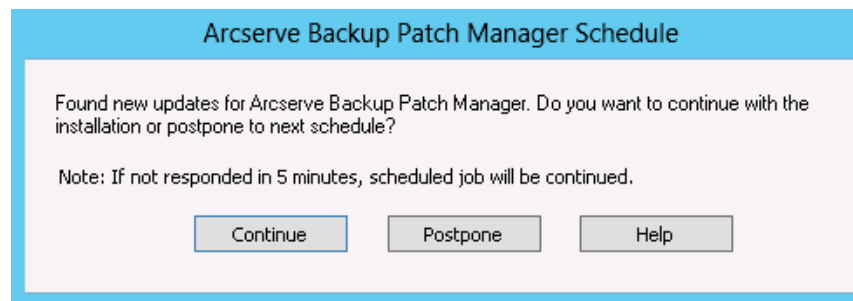 Arcserve Backup Patch Manager Schedule
Found new updates for Arcserve Backup Patch Manager. Do you want to continue with the
installation or postpone to next schedule?
Note: If not responded in 5 minutes, scheduled job will be continued.
Continue Postpone Help